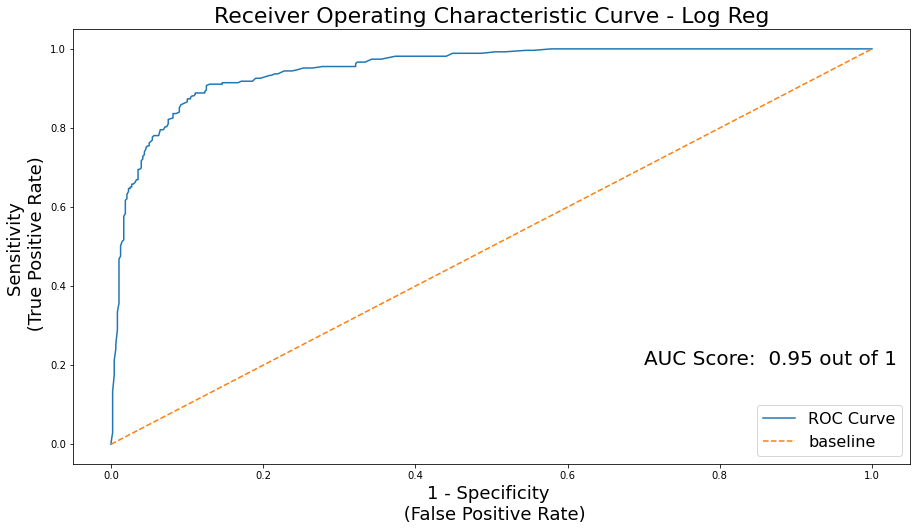 Receiver Operating Characteristic Curve - Log Reg
Sensitivity
(True Positive Rate)
1.0
0.8
0.6
0.4
0.2
0.0
AUC Score:  0.95 out of 1
ROC Curve
baseline
0.0 0.2 0.4 0.6 0.8 1.0
1 - Specificity
(False Positive Rate)